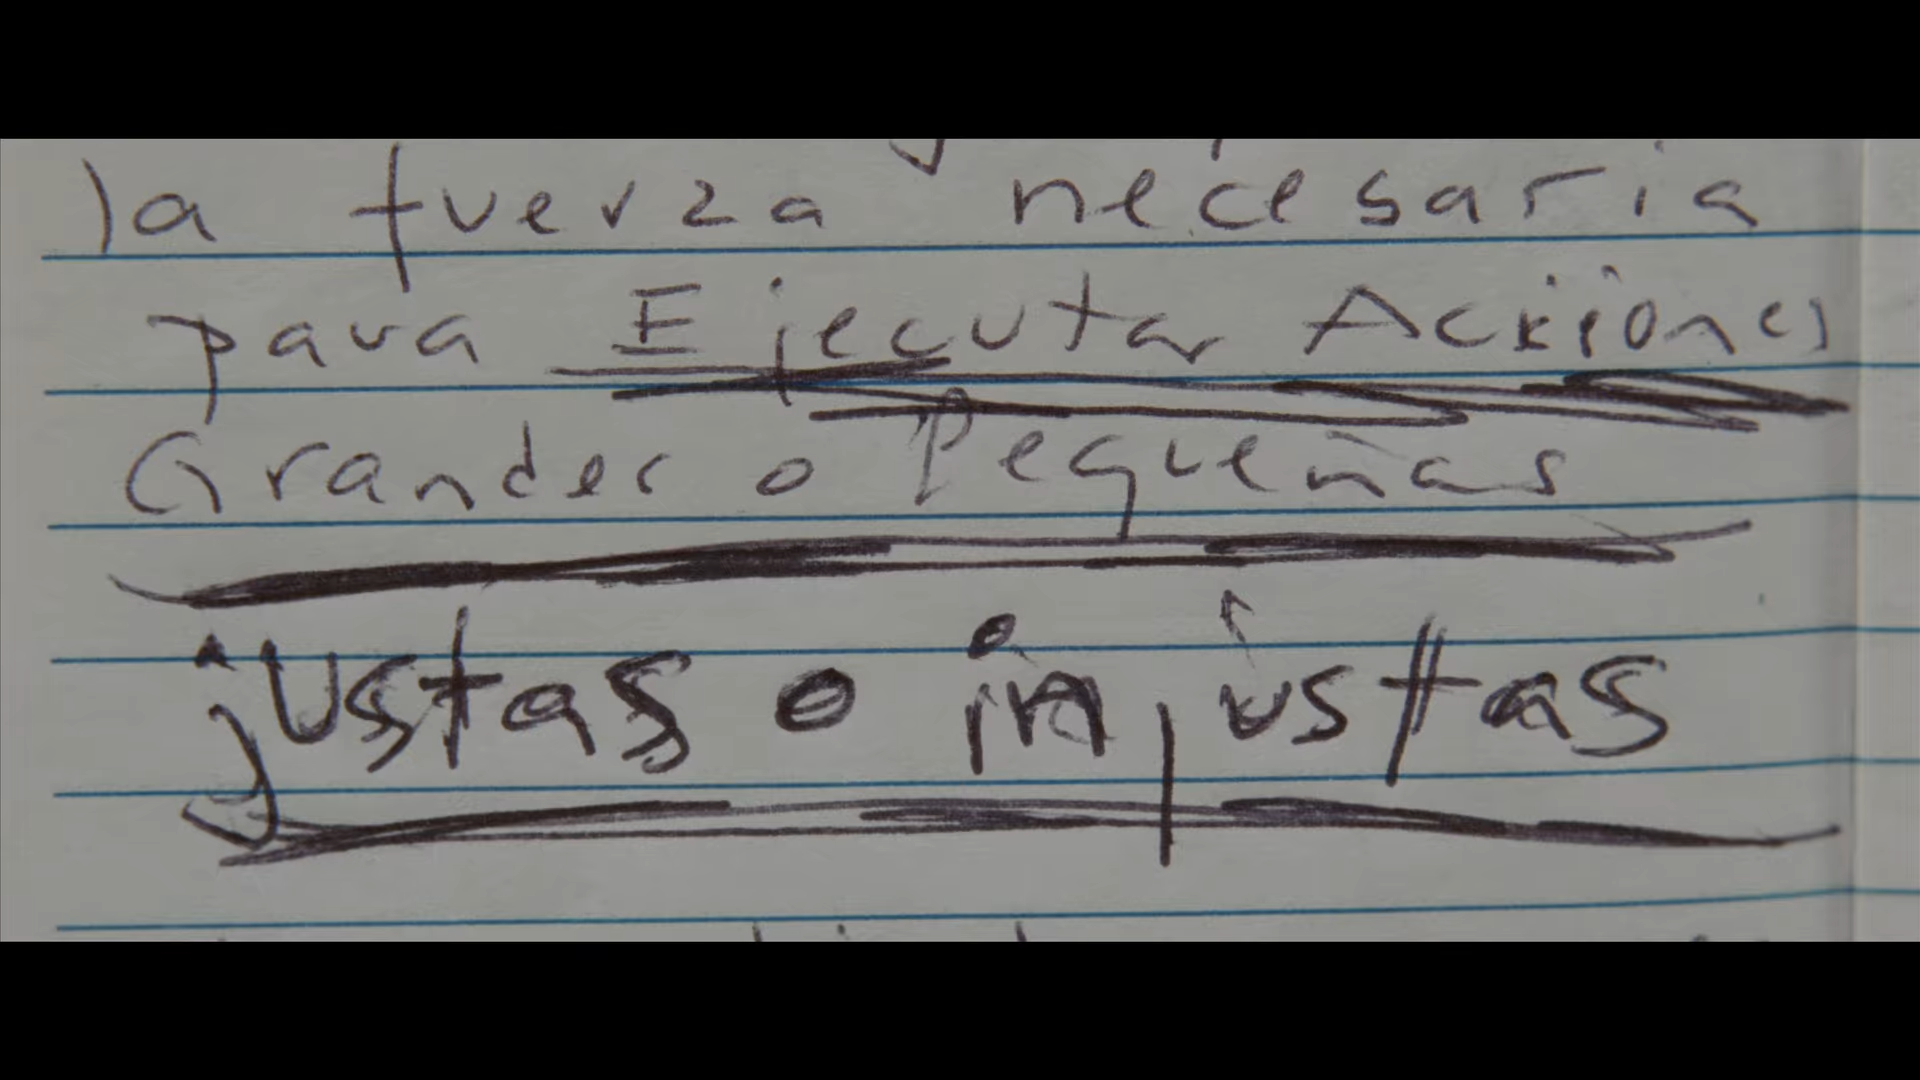 la fuerza necesaria
para Ejecutar Acciones
Grandes o Pequeñas
justas o injustas